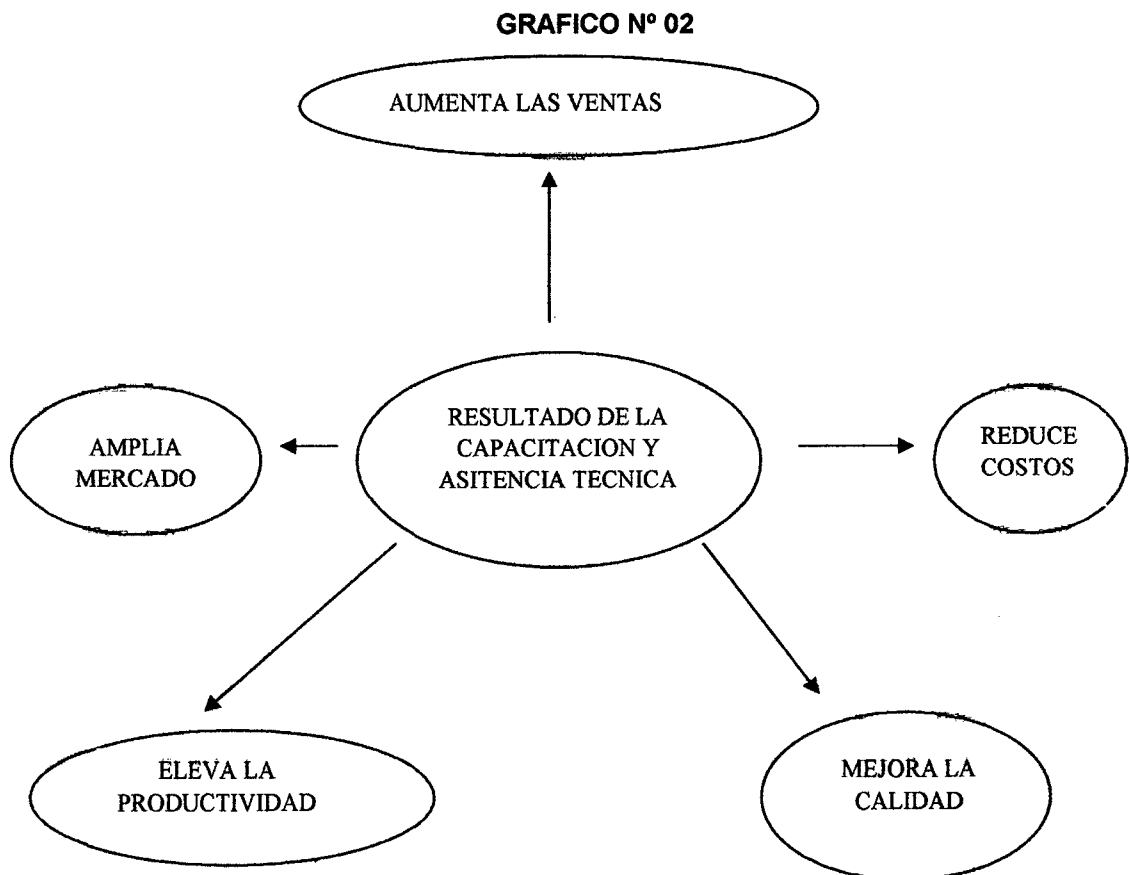 GRAFICO Nº 02
AUMENTA LAS VENTAS
RESULTADO DE LA
CAPACITACION Y
ASITENCIA TECNICA
AMPLIA
MERCADO
REDUCE
COSTOS
ELEVA LA
PRODUCTIVIDAD
MEJORA LA
CALIDAD